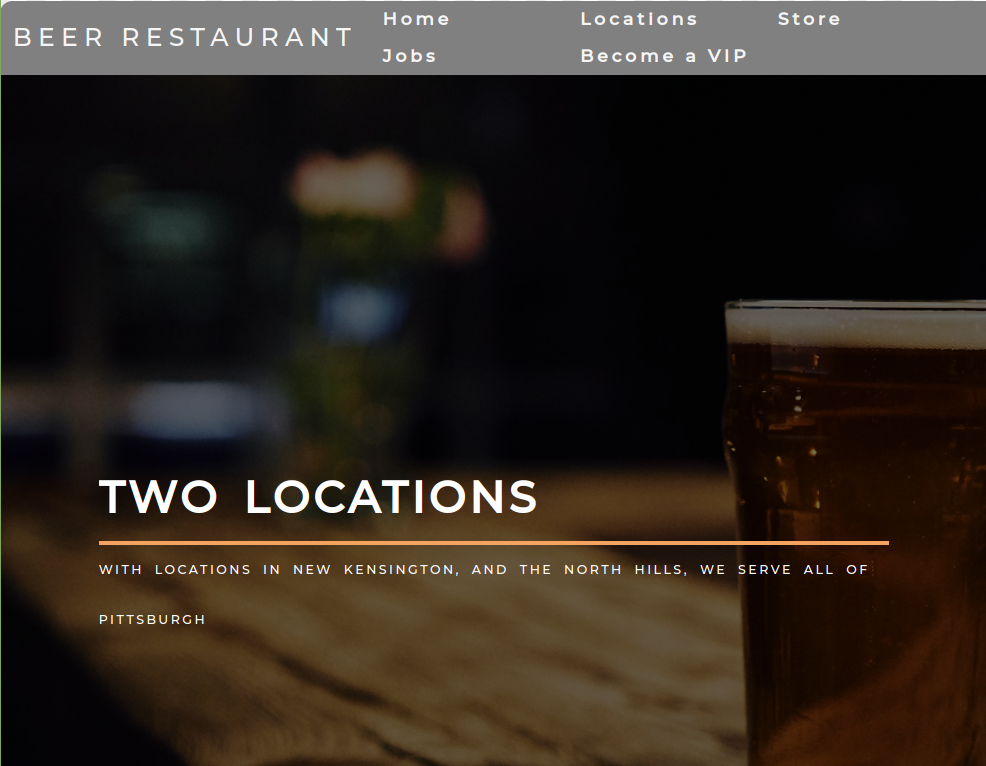 BEER RESTAURANT
Home Locations Store
Jobs Become a VIP
TWO LOCATIONS
WITH LOCATIONS IN NEW KENSINGTON, AND THE NORTH HILLS, WE SERVE ALL OF
PITTSBURGH